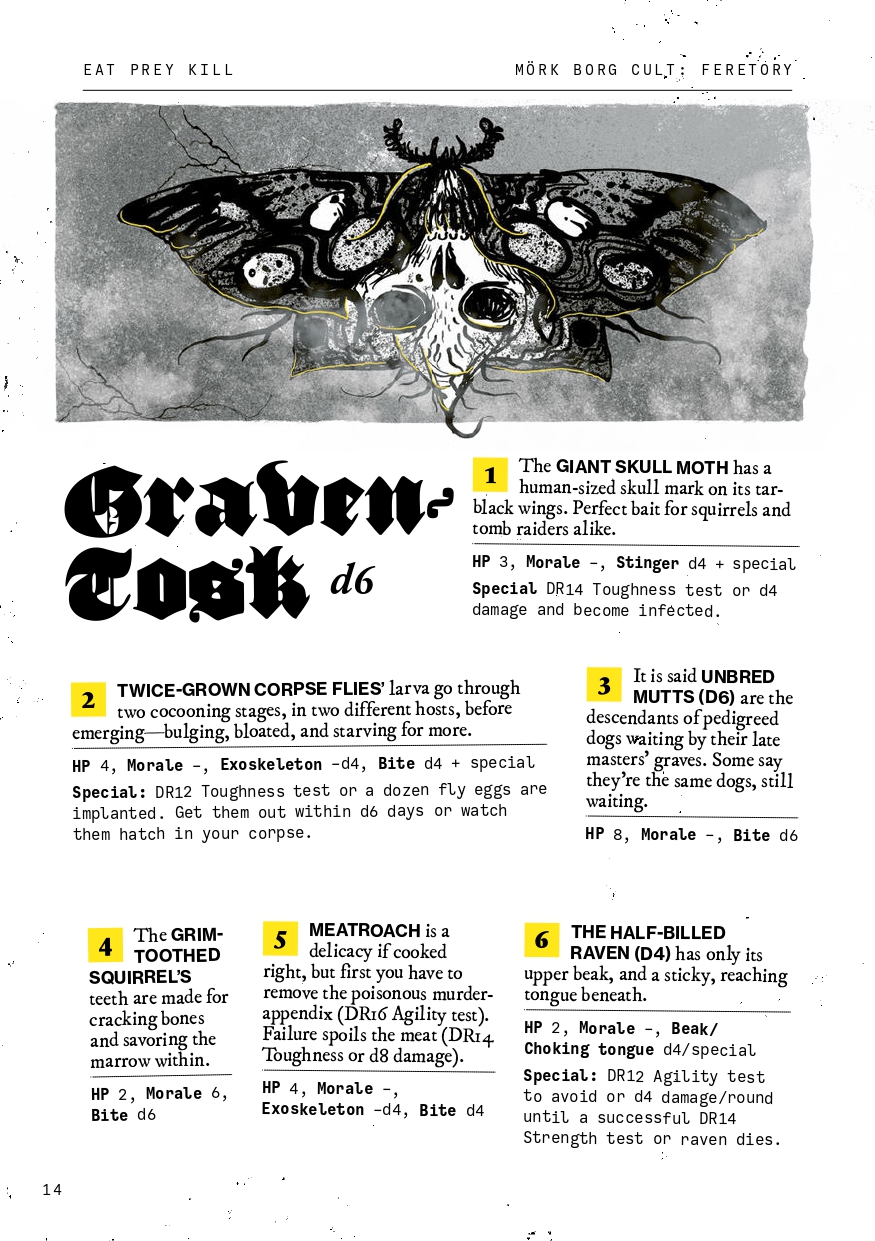 EAT PREY KILL
MÖRK BORG CULT: FERETORY
Graven-
Tosk d6
1 The GIANT SKULL MOTH has a
human-sized skull mark on its tar-
black wings. Perfect bait for squirrels and
tomb raiders alike.
HP 3, Morale –, Stinger d4 + special
Special DR14 Toughness test or d4
damage and become infected.
2 TWICE-GROWN CORPSE FLIES’ larva go through
two cocooning stages, in two different hosts, before
emerging—bulging, bloated, and starving for more.
HP 4, Morale –, Exoskeleton –d4, Bite d4 + special
Special: DR12 Toughness test or a dozen fly eggs are
implanted. Get them out within d6 days or watch
them hatch in your corpse.
3 It is said UNBRED
MUTTS (D6) are the
descendants of pedigreed
dogs waiting by their late
masters’ graves. Some say
they’re the same dogs, still
waiting.
HP 8, Morale –, Bite d6
4 The GRIM-
TOOTHED
SQUIRREL’S
teeth are made for
cracking bones
and savoring the
marrow within.
HP 2, Morale 6,
Bite d6
5 MEATROACH is a
delicacy if cooked
right, but first you have to
remove the poisonous murder-
appendix (DR16 Agility test).
Failure spoils the meat (DR14
Toughness or d8 damage).
HP 4, Morale –,
Exoskeleton –d4, Bite d4
6 THE HALF-BILLED
RAVEN (D4) has only its
upper beak, and a sticky, reaching
tongue beneath.
HP 2, Morale –, Beak/
Choking tongue d4/special
Special: DR12 Agility test
to avoid or d4 damage/round
until a successful DR14
Strength test or raven dies.
14